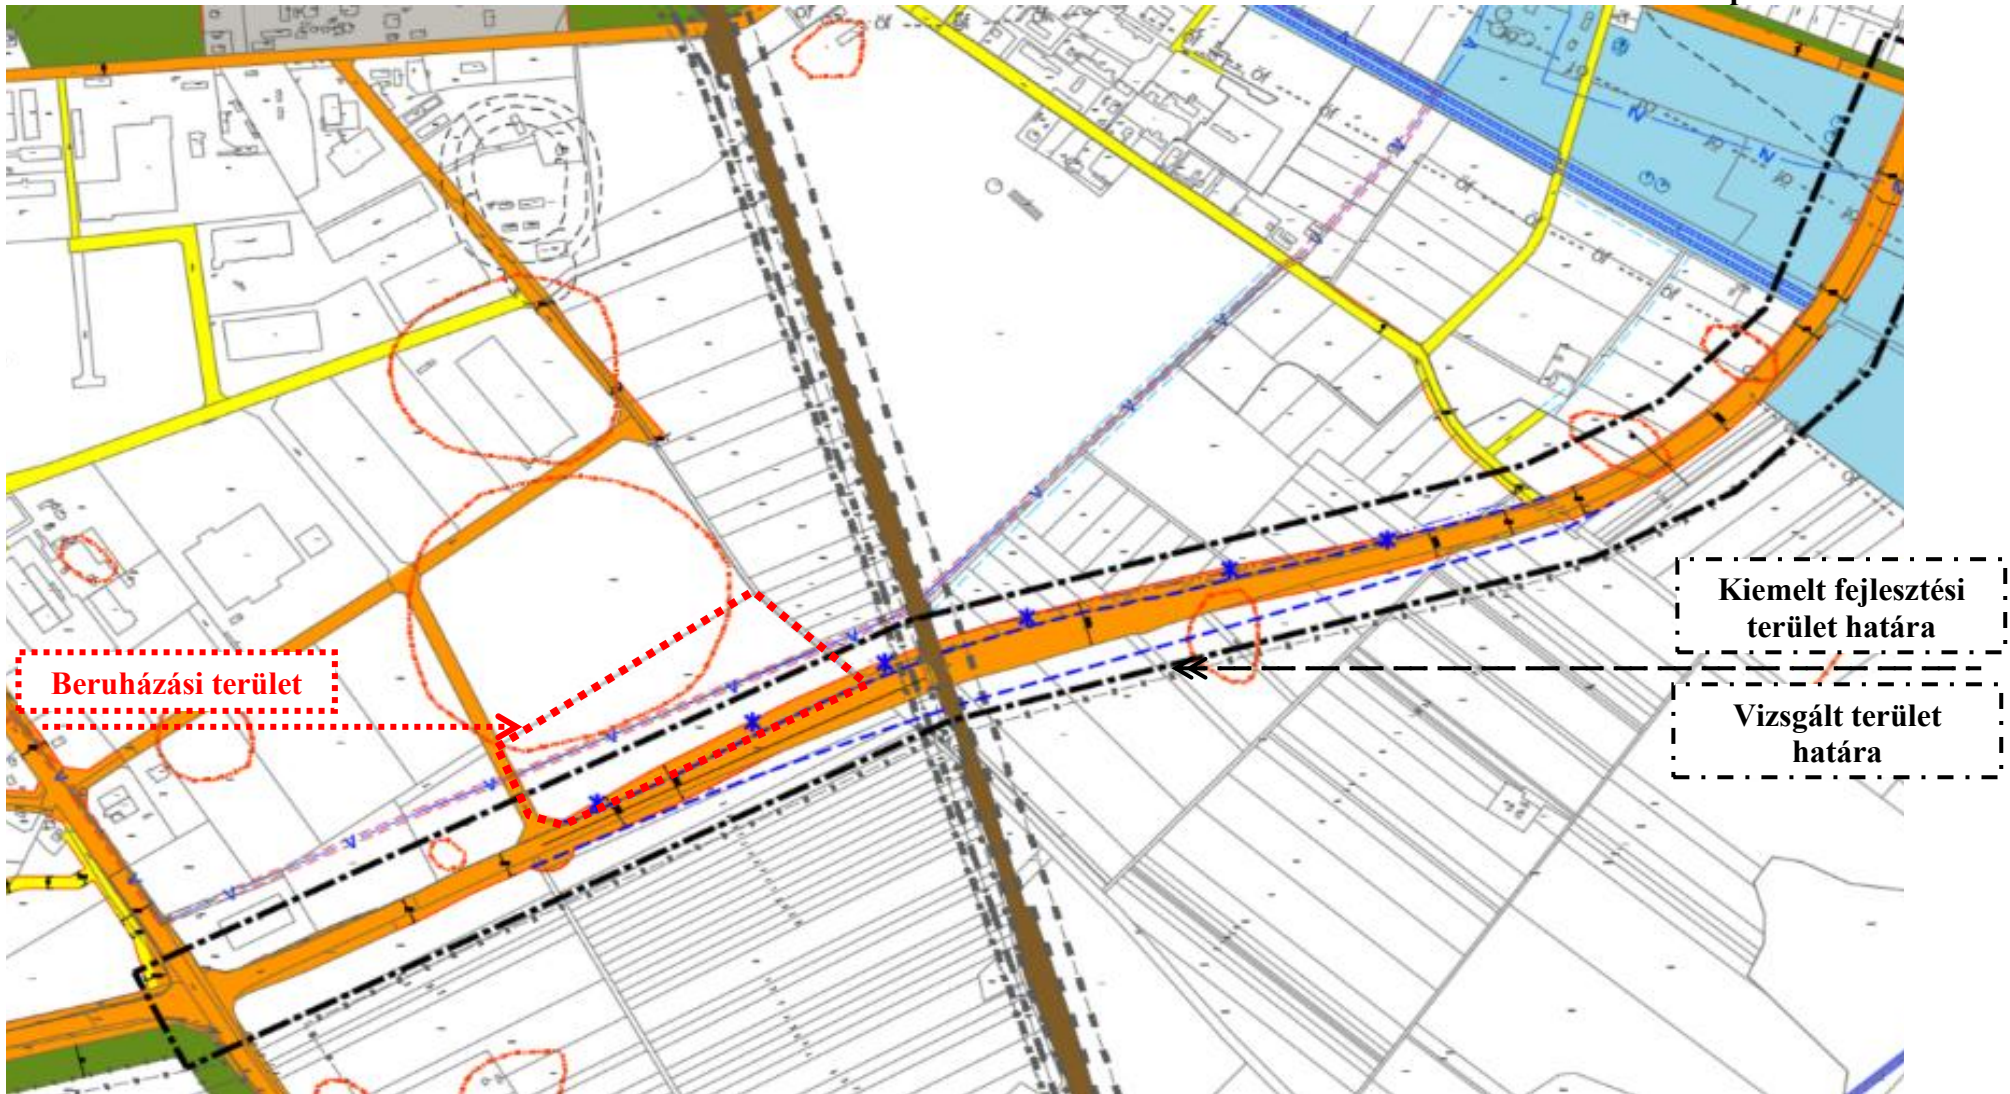 Beruházási terület
Kiemelt fejlesztési
terület határa
Vizsgált terület
határa